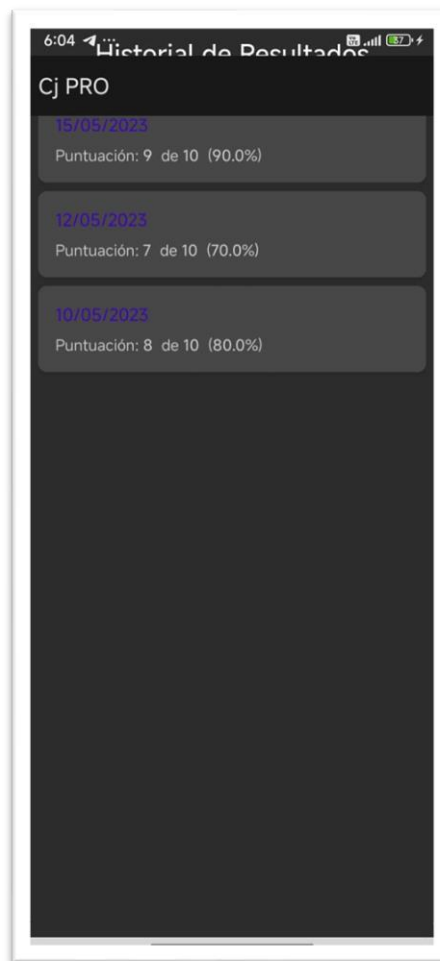 6:04
87
Historial de Resultados
Cj PRO
15/05/2023
Puntuación: 9 de 10 (90.0%)
12/05/2023
Puntuación: 7 de 10 (70.0%)
10/05/2023
Puntuación: 8 de 10 (80.0%)